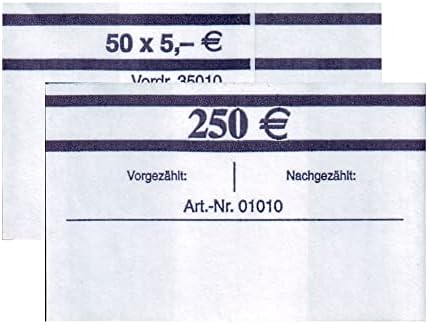 50 x 5,– €
Vordr. 35010
250 €
Vorgezählt: Nachgezählt:
Art.-Nr. 01010